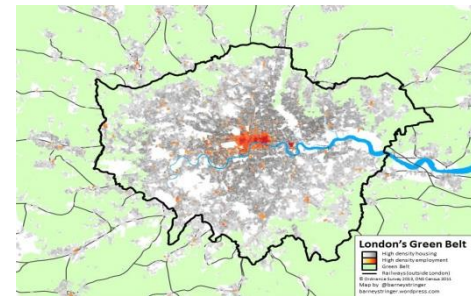 London's Green Belt
High density housing
High density employment
Green Belt
Railways (outside London)
© Ordnance Survey 2013, ONS Census 2011
Map by @barneystringer
barneystringer.wordpress.com